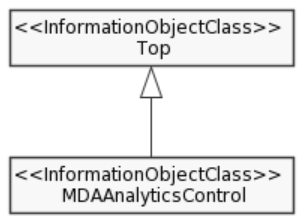 <<InformationObjectClass>>
Top
<<InformationObjectClass>>
MDAAnalyticsControl